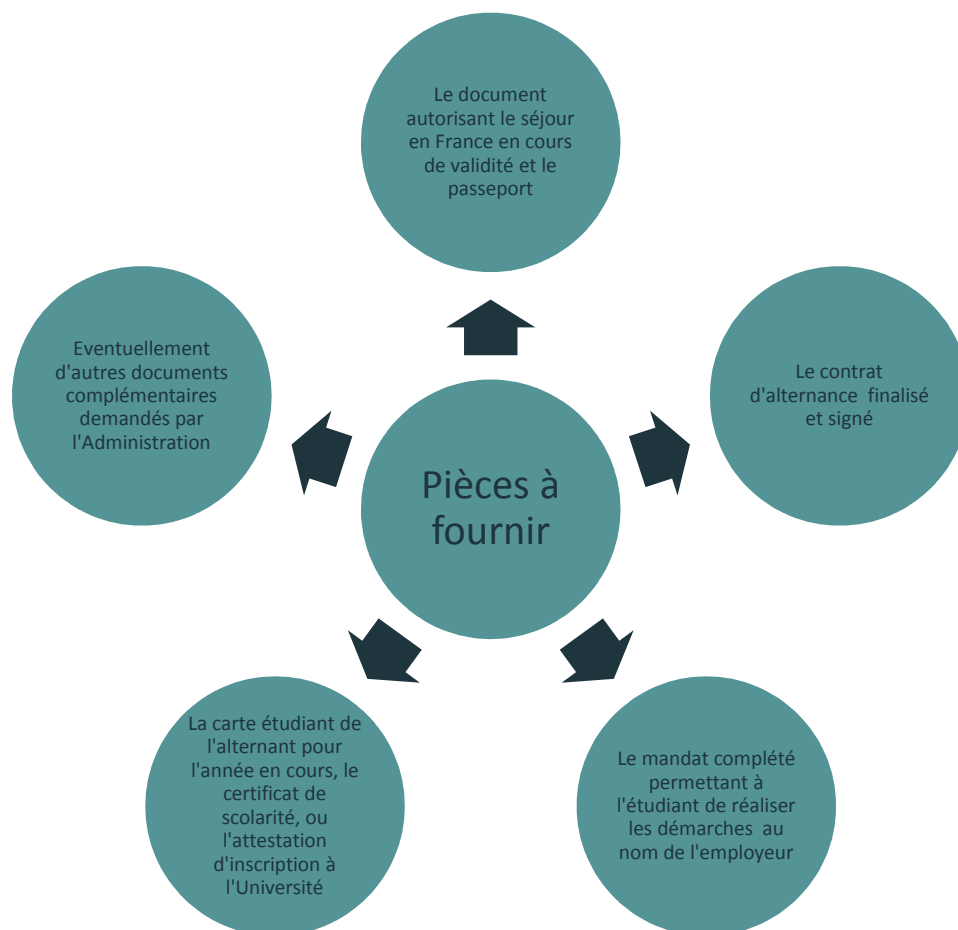 Le document
autorisant le séjour
en France en cours
de validité et le
passeport
Eventuellement
d'autres documents
complémentaires
demandés par
l'Administration
Le contrat
d'alternance finalisé
et signé
Pièces à
fournir
La carte étudiant de
l'alternant pour
l'année en cours, le
certificat de
scolarité, ou
l'attestation
d'inscription à
l'Université
Le mandat complété
permettant à
l'étudiant de réaliser
les démarches au
nom de l'employeur